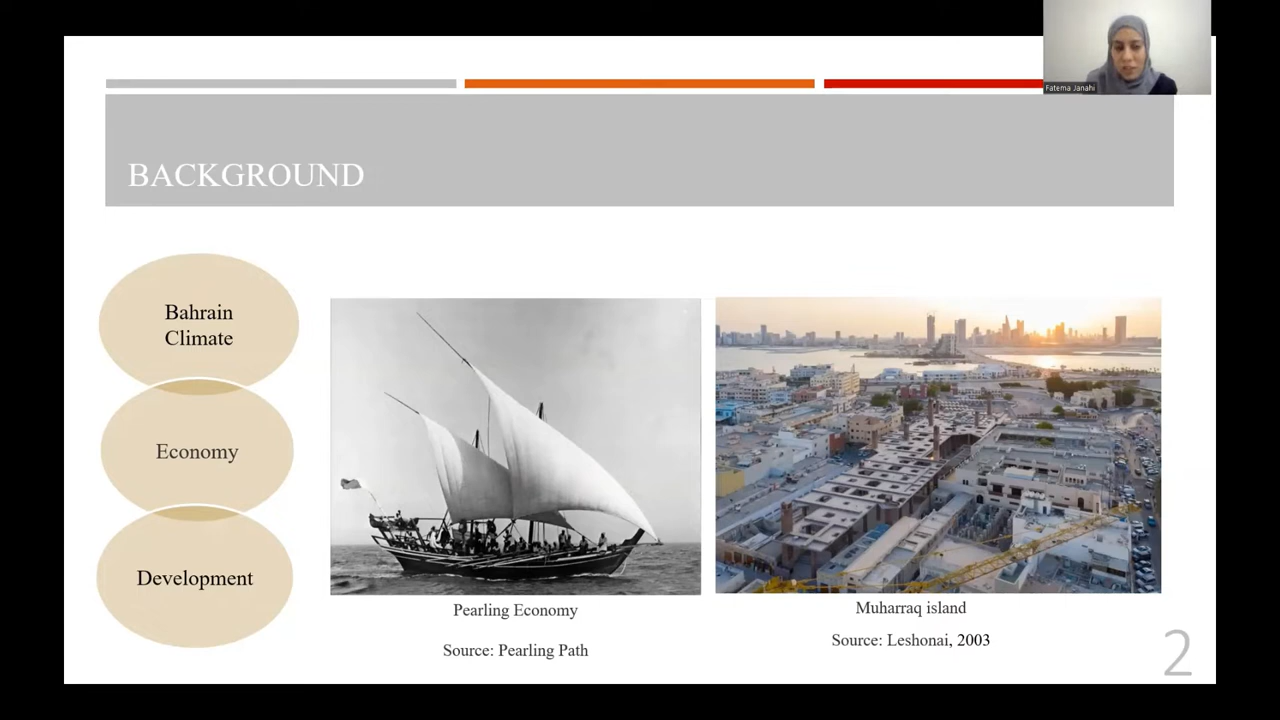 Fatema Janahi
BACKGROUND
Bahrain
Climate
Economy
Development
Pearling Economy
Source: Pearling Path
Muharraq island
Source: Leshonai, 2003
2